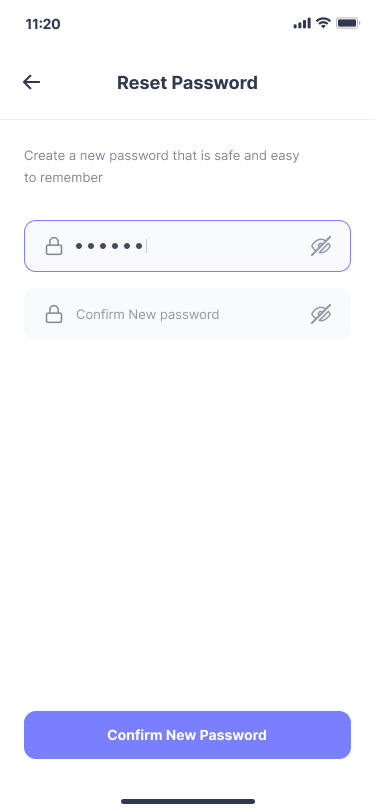 11:20
Reset Password
Create a new password that is safe and easy
to remember
••••••
Confirm New password
Confirm New Password